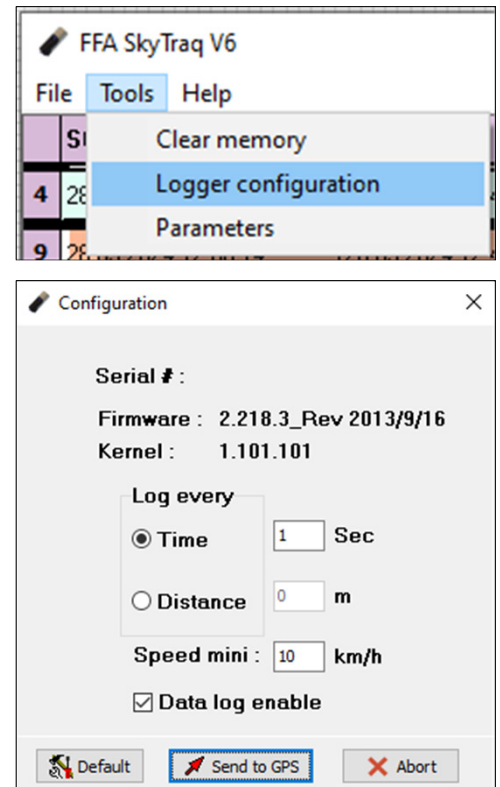 FFA SkyTraq V6
File Tools Help
Clear memory
4 28 Logger configuration
Parameters
9
Configuration
Serial # :
Firmware : 2.218.3_Rev 2013/9/16
Kernel : 1.101.101
Log every
Time 1 Sec
Distance 0 m
Speed mini : 10 km/h
Data log enable
Default Send to GPS Abort